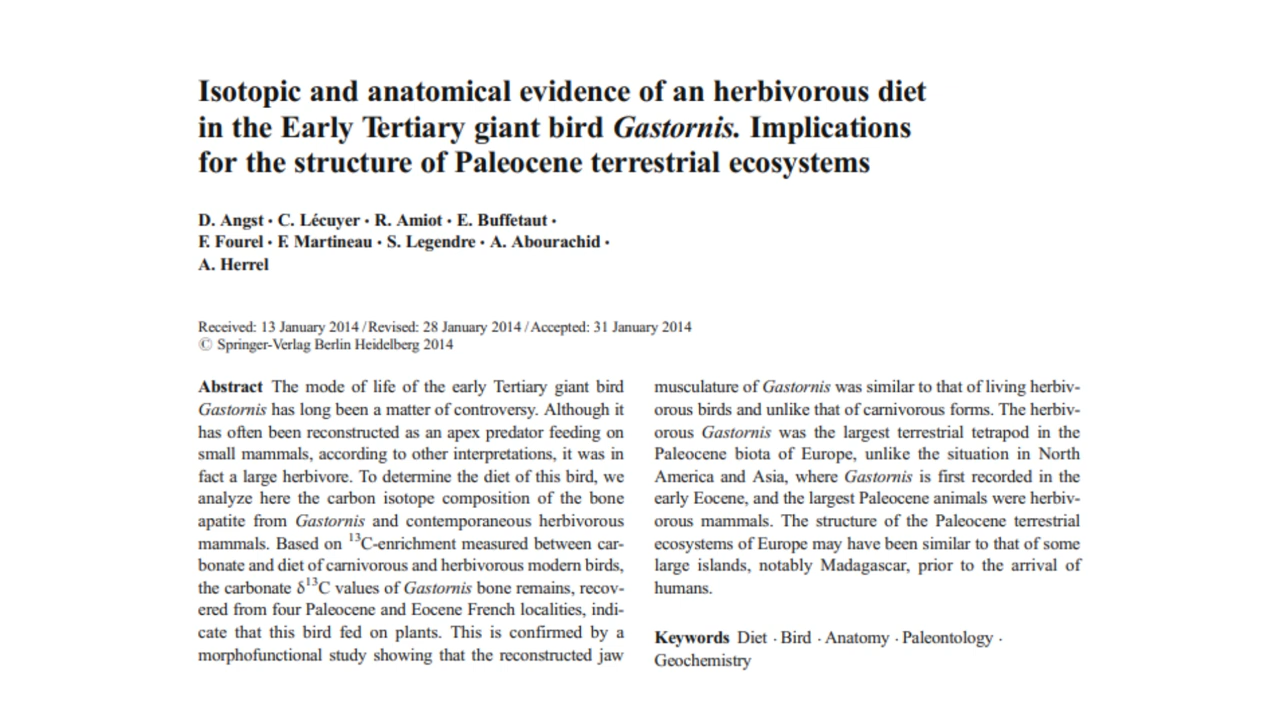 Isotopic and anatomical evidence of an herbivorous diet
in the Early Tertiary giant bird Gastornis. Implications
for the structure of Paleocene terrestrial ecosystems
D. Angst · C. Lécuyer · R. Amiot · E. Buffetaut ·
F. Fourel · F. Martineau · S. Legendre · A. Abourachid ·
A. Herrel
Received: 13 January 2014 / Revised: 28 January 2014 / Accepted: 31 January 2014
© Springer-Verlag Berlin Heidelberg 2014
Abstract The mode of life of the early Tertiary giant bird
Gastornis has long been a matter of controversy. Although it
has often been reconstructed as an apex predator feeding on
small mammals, according to other interpretations, it was in
fact a large herbivore. To determine the diet of this bird, we
analyze here the carbon isotope composition of the bone
apatite from Gastornis and contemporaneous herbivorous
mammals. Based on ¹³C-enrichment measured between car-
bonate and diet of carnivorous and herbivorous modern birds,
the carbonate δ¹³C values of Gastornis bone remains, recov-
ered from four Paleocene and Eocene French localities, indi-
cate that this bird fed on plants. This is confirmed by a
morphofunctional study showing that the reconstructed jaw
musculature of Gastornis was similar to that of living herbiv-
orous birds and unlike that of carnivorous forms. The herbiv-
orous Gastornis was the largest terrestrial tetrapod in the
Paleocene biota of Europe, unlike the situation in North
America and Asia, where Gastornis is first recorded in the
early Eocene, and the largest Paleocene animals were herbiv-
orous mammals. The structure of the Paleocene terrestrial
ecosystems of Europe may have been similar to that of some
large islands, notably Madagascar, prior to the arrival of
humans.
Keywords Diet · Bird · Anatomy · Paleontology ·
Geochemistry